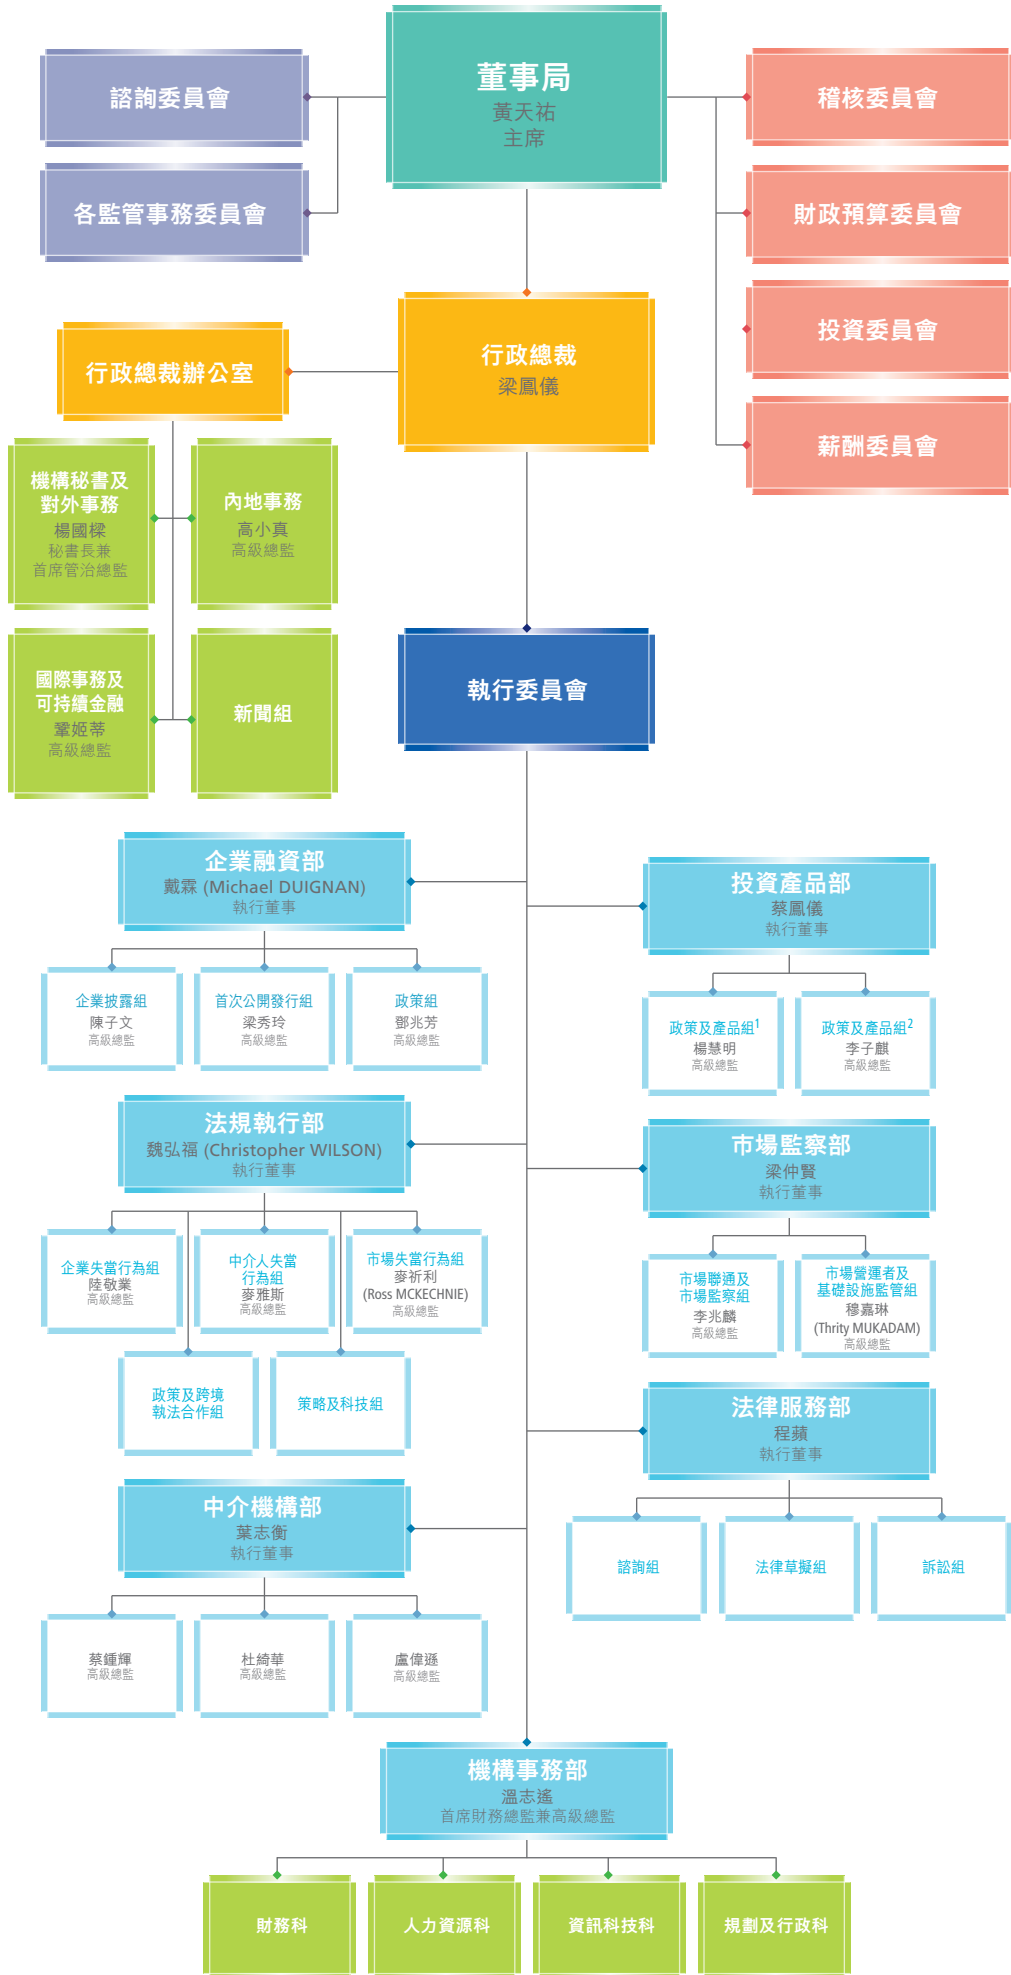 董事局
黃天祐
主席
諮詢委員會
各監管事務委員會
稽核委員會
財政預算委員會
投資委員會
薪酬委員會
行政總裁
梁鳳儀
行政總裁辦公室
機構秘書及
對外事務
楊國樑
秘書長兼
首席管治總監
內地事務
高小真
高級總監
國際事務及
可持續金融
鞏姬蒂
高級總監
新聞組
執行委員會
企業融資部
戴霖 (Michael DUIGNAN)
執行董事
企業披露組
陳子文
高級總監
首次公開發行組
梁秀玲
高級總監
政策組
鄧兆芳
高級總監
投資產品部
蔡鳳儀
執行董事
政策及產品組1
楊慧明
高級總監
政策及產品組2
李子麒
高級總監
法規執行部
魏弘福 (Christopher WILSON)
執行董事
企業失當行為組
陸敬業
高級總監
中介人失當
行為組
麥雅斯
高級總監
市場失當行為組
麥祈利
(Ross MCKECHNIE)
高級總監
政策及跨境
執法合作組
策略及科技組
市場監察部
梁仲賢
執行董事
市場聯通及
市場監察組
李兆麟
高級總監
市場營運者及
基礎設施監管組
穆嘉琳
(Thrity MUKADAM)
高級總監
法律服務部
程蘋
執行董事
諮詢組
法律草擬組
訴訟組
中介機構部
葉志衡
執行董事
蔡鍾輝
高級總監
杜綺華
高級總監
盧偉遜
高級總監
機構事務部
溫志遙
首席財務總監兼高級總監
財務科
人力資源科
資訊科技科
規劃及行政科